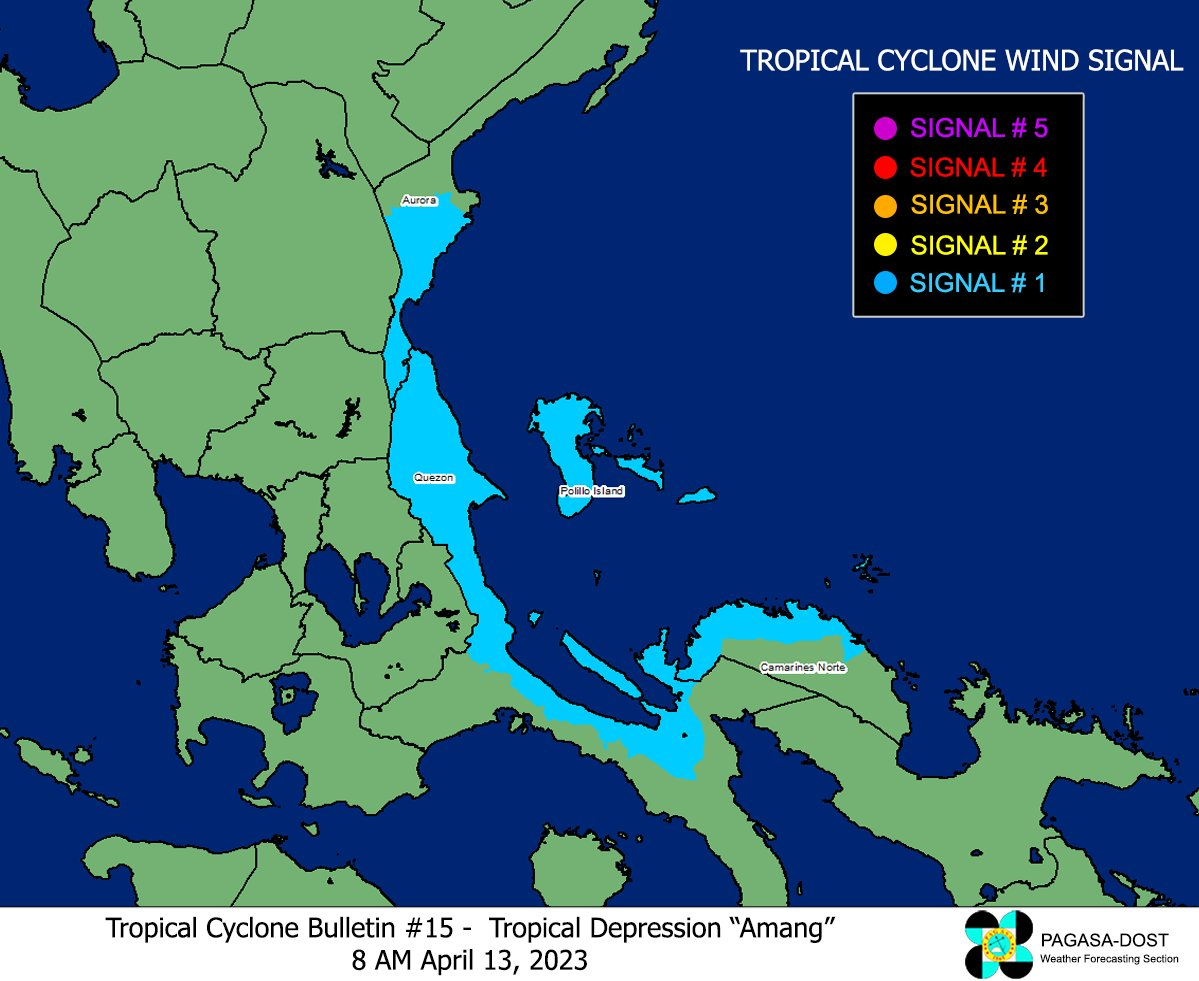 TROPICAL CYCLONE WIND SIGNAL
SIGNAL # 5
SIGNAL # 4
SIGNAL # 3
SIGNAL # 2
SIGNAL # 1
Aurora
Quezon
Polillo Island
Camarines Norte
Tropical Cyclone Bulletin #15 - Tropical Depression “Amang”
8 AM April 13, 2023
PAGASA-DOST
Weather Forecasting Section